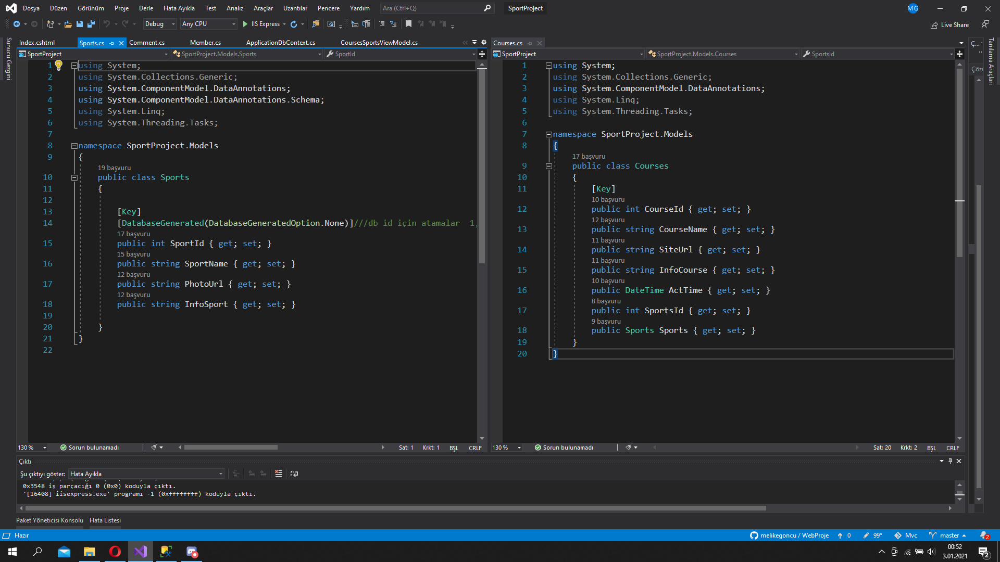 Dosya Düzen Görünüm Proje Derle Hata Ayıkla Test Analiz Araçlar Uzantılar Pencere Yardım Ara (Ctrl+Q) SportProject MG
Debug Any CPU IIS Express Live Share
Sunucu Gezgini
Index.cshtml Sports.cs Comment.cs Member.cs ApplicationDbContext.cs CoursesSportsViewModel.cs
SportProject SportProject.Models.Sports SportId
1 using System;
2 using System.Collections.Generic;
3 using System.ComponentModel.DataAnnotations;
4 using System.ComponentModel.DataAnnotations.Schema;
5 using System.Linq;
6 using System.Threading.Tasks;
7
8 namespace SportProject.Models
9 {
19 başvuru
10 public class Sports
11 {
12
13 [Key]
14 [DatabaseGenerated(DatabaseGeneratedOption.None)]///db id için atamalar 1,
17 başvuru
15 public int SportId { get; set; }
15 başvuru
16 public string SportName { get; set; }
12 başvuru
17 public string PhotoUrl { get; set; }
12 başvuru
18 public string InfoSport { get; set; }
19
20 }
21 }
22
130 % Sorun bulunamadı Sat: 1 Krkt: 1 BŞL CRLF
Courses.cs
SportProject SportProject.Models.Courses SportsId
1 using System;
2 using System.Collections.Generic;
3 using System.ComponentModel.DataAnnotations;
4 using System.Linq;
5 using System.Threading.Tasks;
6
7 namespace SportProject.Models
8 {
17 başvuru
9 public class Courses
10 {
11 [Key]
10 başvuru
12 public int CourseId { get; set; }
12 başvuru
13 public string CourseName { get; set; }
11 başvuru
14 public string SiteUrl { get; set; }
11 başvuru
15 public string InfoCourse { get; set; }
10 başvuru
16 public DateTime ActTime { get; set; }
8 başvuru
17 public int SportsId { get; set; }
9 başvuru
18 public Sports Sports { get; set; }
19 }
20 }
130 % Sorun bulunamadı Sat: 20 Krkt: 2 BŞL CRLF
Ç...
Çözü
Tanılama Araçları
Çıktı
Şu çıktıyı göster: Hata Ayıkla
0x3548 iş parçacığı 0 (0x0) koduyla çıktı.
'[16408] iisexpress.exe' programı -1 (0xffffffff) koduyla çıktı.
Paket Yöneticisi Konsolu Hata Listesi
Hazır melikegoncu / WebProje 0 99* Mvc master 2
00:52
3.01.2021
2